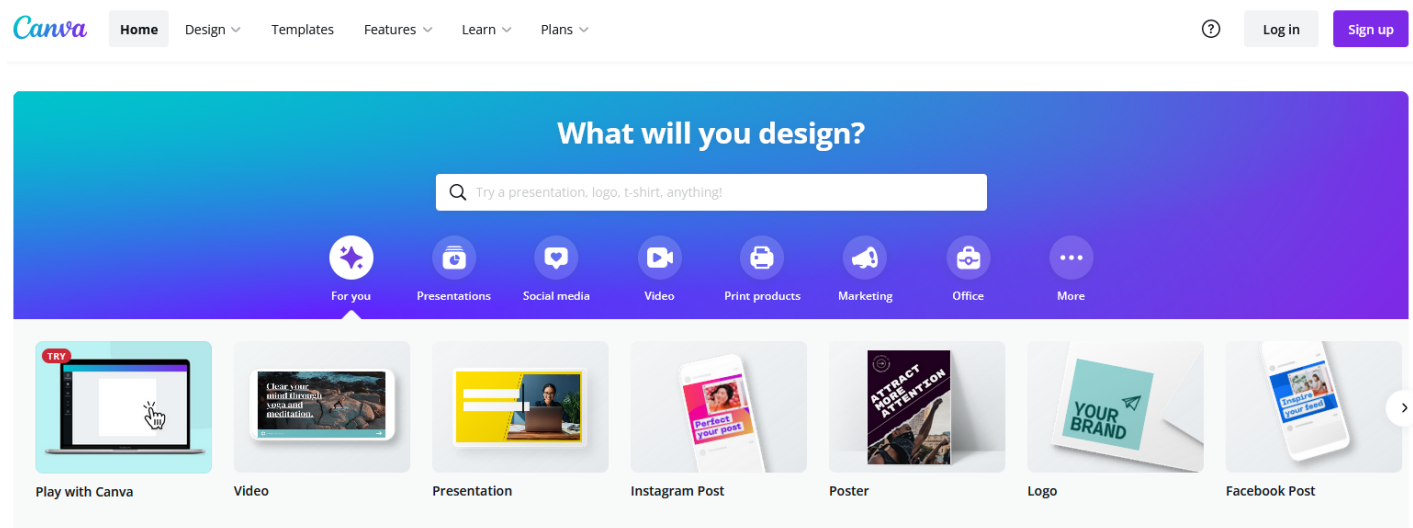 Canva
Home
Design
Templates
Features
Learn
Plans
Log in
Sign up
What will you design?
Try a presentation, logo, t-shirt, anything!
For you
Presentations
Social media
Video
Print products
Marketing
Office
More
TRY
Clear your
mind through
yoga and
meditation.
Perfect
your post
ATTRACT
MORE
ATTENTION
YOUR
BRAND
Inspire
your feed
Play with Canva
Video
Presentation
Instagram Post
Poster
Logo
Facebook Post